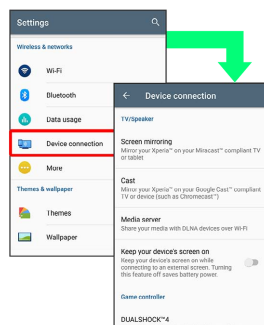 Settings
Wireless & networks
Wi-Fi
Bluetooth
Data usage
Device connection
More
Themes & wallpaper
Themes
Wallpaper
Device connection
TV/Speaker
Screen mirroring
Mirror your Xperia™ on your Miracast™ compliant TV
or tablet
Cast
Mirror your Xperia™ on your Google Cast™ compliant
TV or device (such as Chromecast™)
Media server
Share your media with DLNA devices over Wi-Fi
Keep your device's screen on
Keep your device's screen on while
connecting to an external screen. Turning
this feature off saves battery power.
Game controller
DUALSHOCK™4